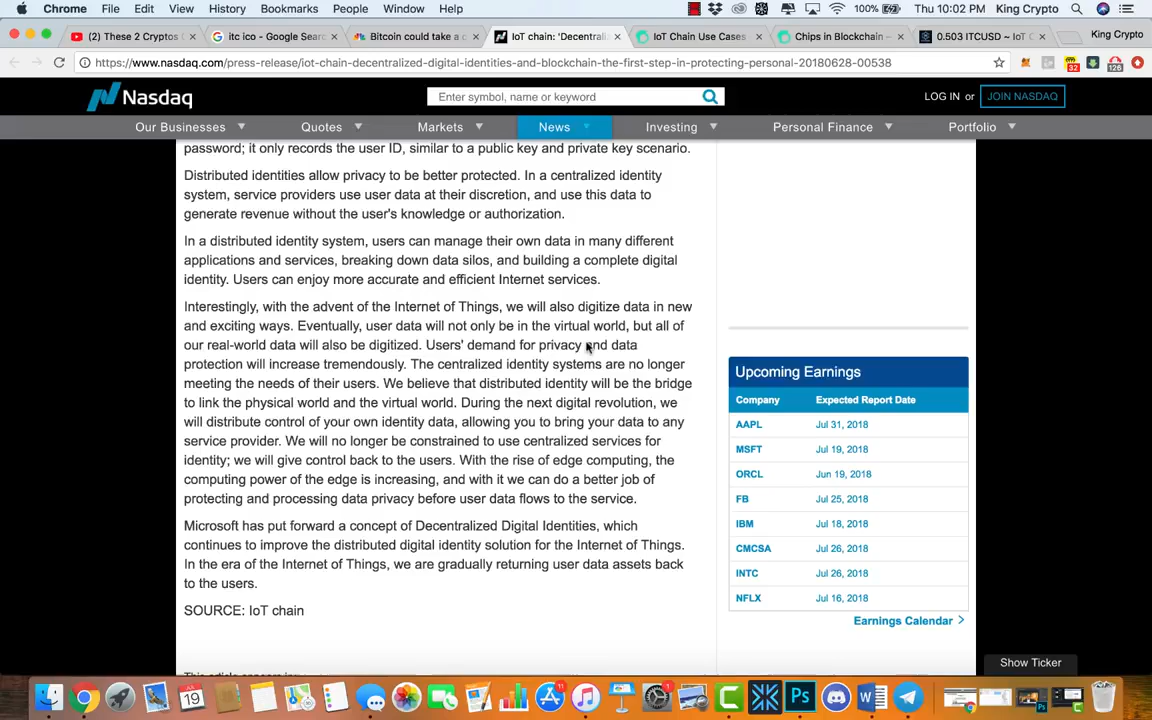 Chrome File Edit View History Bookmarks People Window Help 100% Thu 10:02 PM King Crypto
(2) These 2 Cryptos itc ico - Google Sear Bitcoin could take a c IoT chain: 'Decentraliz IoT Chain Use Cases Chips in Blockchain — 0.503 ITCUSD ~ IoT C King Crypto
https://www.nasdaq.com/press-release/iot-chain-decentralized-digital-identities-and-blockchain-the-first-step-in-protecting-personal-20180628-00538 32 126
Nasdaq Enter symbol, name or keyword LOG IN or JOIN NASDAQ
Our Businesses Quotes Markets News Investing Personal Finance Portfolio
password; it only records the user ID, similar to a public key and private key scenario.
Distributed identities allow privacy to be better protected. In a centralized identity
system, service providers use user data at their discretion, and use this data to
generate revenue without the user's knowledge or authorization.
In a distributed identity system, users can manage their own data in many different
applications and services, breaking down data silos, and building a complete digital
identity. Users can enjoy more accurate and efficient Internet services.
Interestingly, with the advent of the Internet of Things, we will also digitize data in new
and exciting ways. Eventually, user data will not only be in the virtual world, but all of
our real-world data will also be digitized. Users' demand for privacy and data
protection will increase tremendously. The centralized identity systems are no longer
meeting the needs of their users. We believe that distributed identity will be the bridge
to link the physical world and the virtual world. During the next digital revolution, we
will distribute control of your own identity data, allowing you to bring your data to any
service provider. We will no longer be constrained to use centralized services for
identity; we will give control back to the users. With the rise of edge computing, the
computing power of the edge is increasing, and with it we can do a better job of
protecting and processing data privacy before user data flows to the service.
Microsoft has put forward a concept of Decentralized Digital Identities, which
continues to improve the distributed digital identity solution for the Internet of Things.
In the era of the Internet of Things, we are gradually returning user data assets back
to the users.
SOURCE: IoT chain
Upcoming Earnings
Company Expected Report Date
AAPL Jul 31, 2018
MSFT Jul 19, 2018
ORCL Jun 19, 2018
FB Jul 25, 2018
IBM Jul 18, 2018
CMCSA Jul 26, 2018
INTC Jul 26, 2018
NFLX Jul 16, 2018
Earnings Calendar
Show Ticker
19
Ps